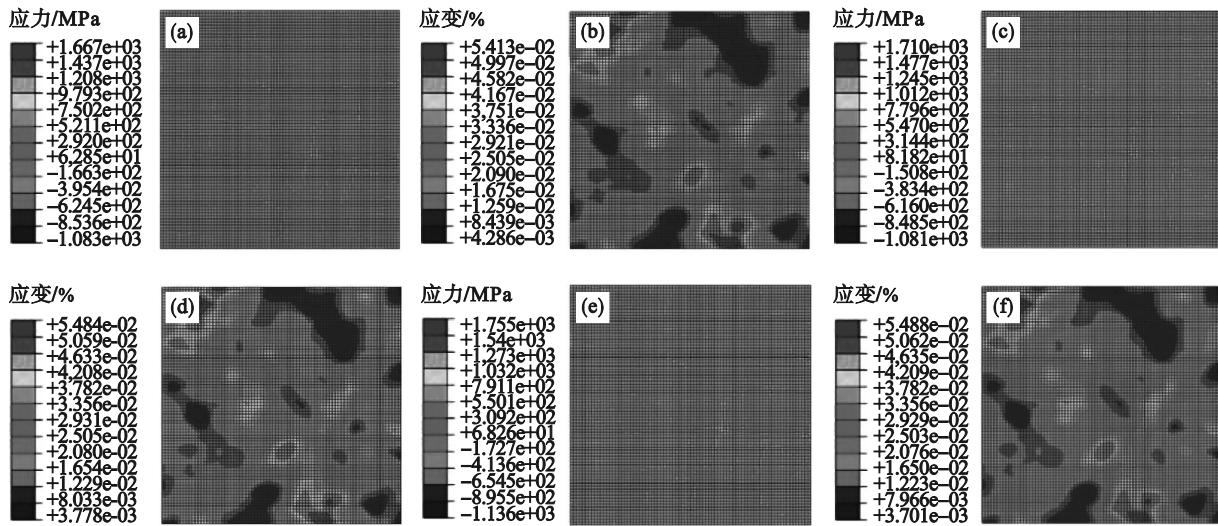 应力/MPa
+1.667e+03
+1.437e+03
+1.208e+03
+9.793e+02
+7.502e+02
+5.211e+02
+2.920e+02
+6.285e+01
−1.663e+02
−3.954e+02
−6.245e+02
−8.536e+02
−1.083e+03
(a)
应变/%
+5.413e−02
+4.997e−02
+4.582e−02
+4.167e−02
+3.751e−02
+3.336e−02
+2.921e−02
+2.505e−02
+2.090e−02
+1.675e−02
+1.259e−02
+8.439e−03
+4.286e−03
(b)
应力/MPa
+1.710e+03
+1.477e+03
+1.245e+03
+1.012e+03
+7.796e+02
+5.470e+02
+3.144e+02
+8.182e+01
−1.508e+02
−3.834e+02
−6.160e+02
−8.485e+02
−1.081e+03
(c)
应变/%
+5.484e−02
+5.059e−02
+4.633e−02
+4.208e−02
+3.782e−02
+3.356e−02
+2.931e−02
+2.505e−02
+2.080e−02
+1.654e−02
+1.229e−02
+8.033e−03
+3.778e−03
(d)
应力/MPa
+1.755e+03
+1.54e+03
+1.273e+03
+1.032e+03
+7.911e+02
+5.501e+02
+3.092e+02
+6.826e+01
−1.727e+02
−4.136e+02
−6.545e+02
−8.955e+02
−1.136e+03
(e)
应变/%
+5.488e−02
+5.062e−02
+4.635e−02
+4.209e−02
+3.782e−02
+3.356e−02
+2.929e−02
+2.503e−02
+2.076e−02
+1.650e−02
+1.223e−02
+7.966e−03
+3.701e−03
(f)